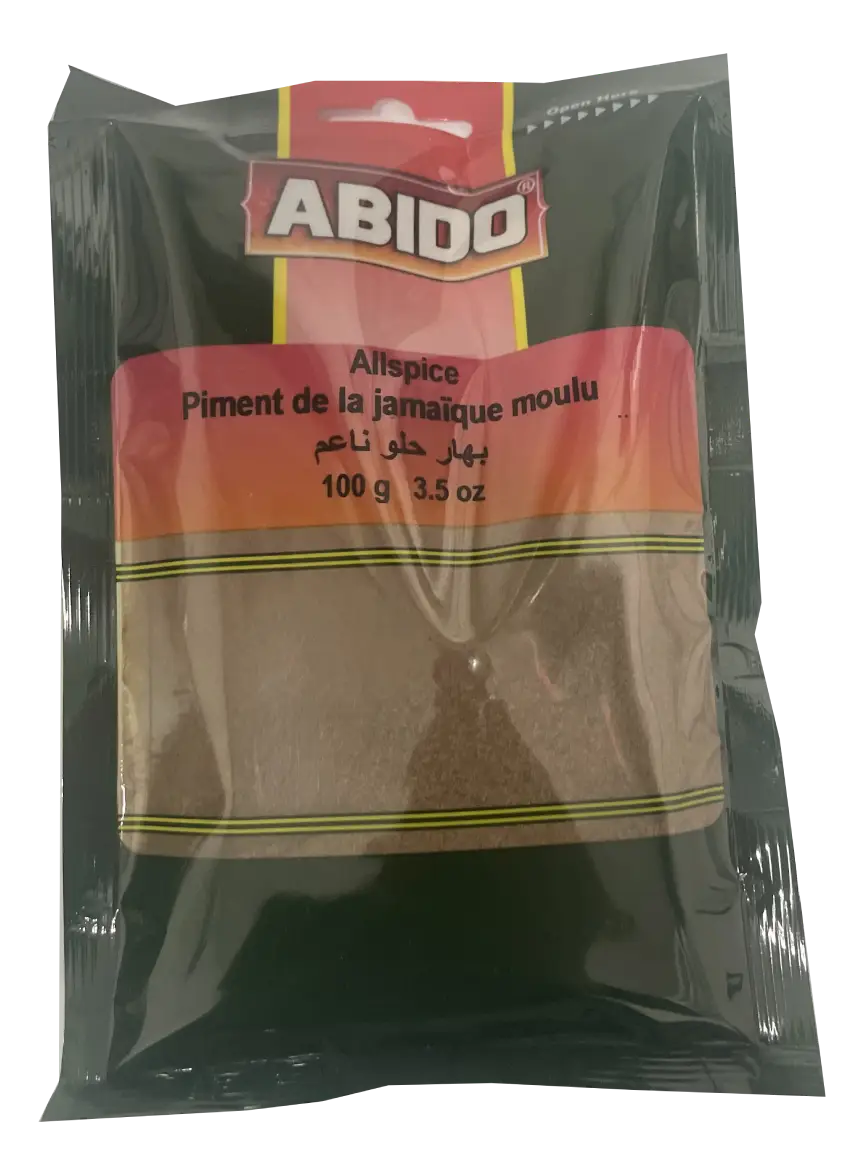 Open Here
ABIDO®
Allspice
Piment de la jamaïque moulu
بهار حلو ناعم
100 g 3.5 oz